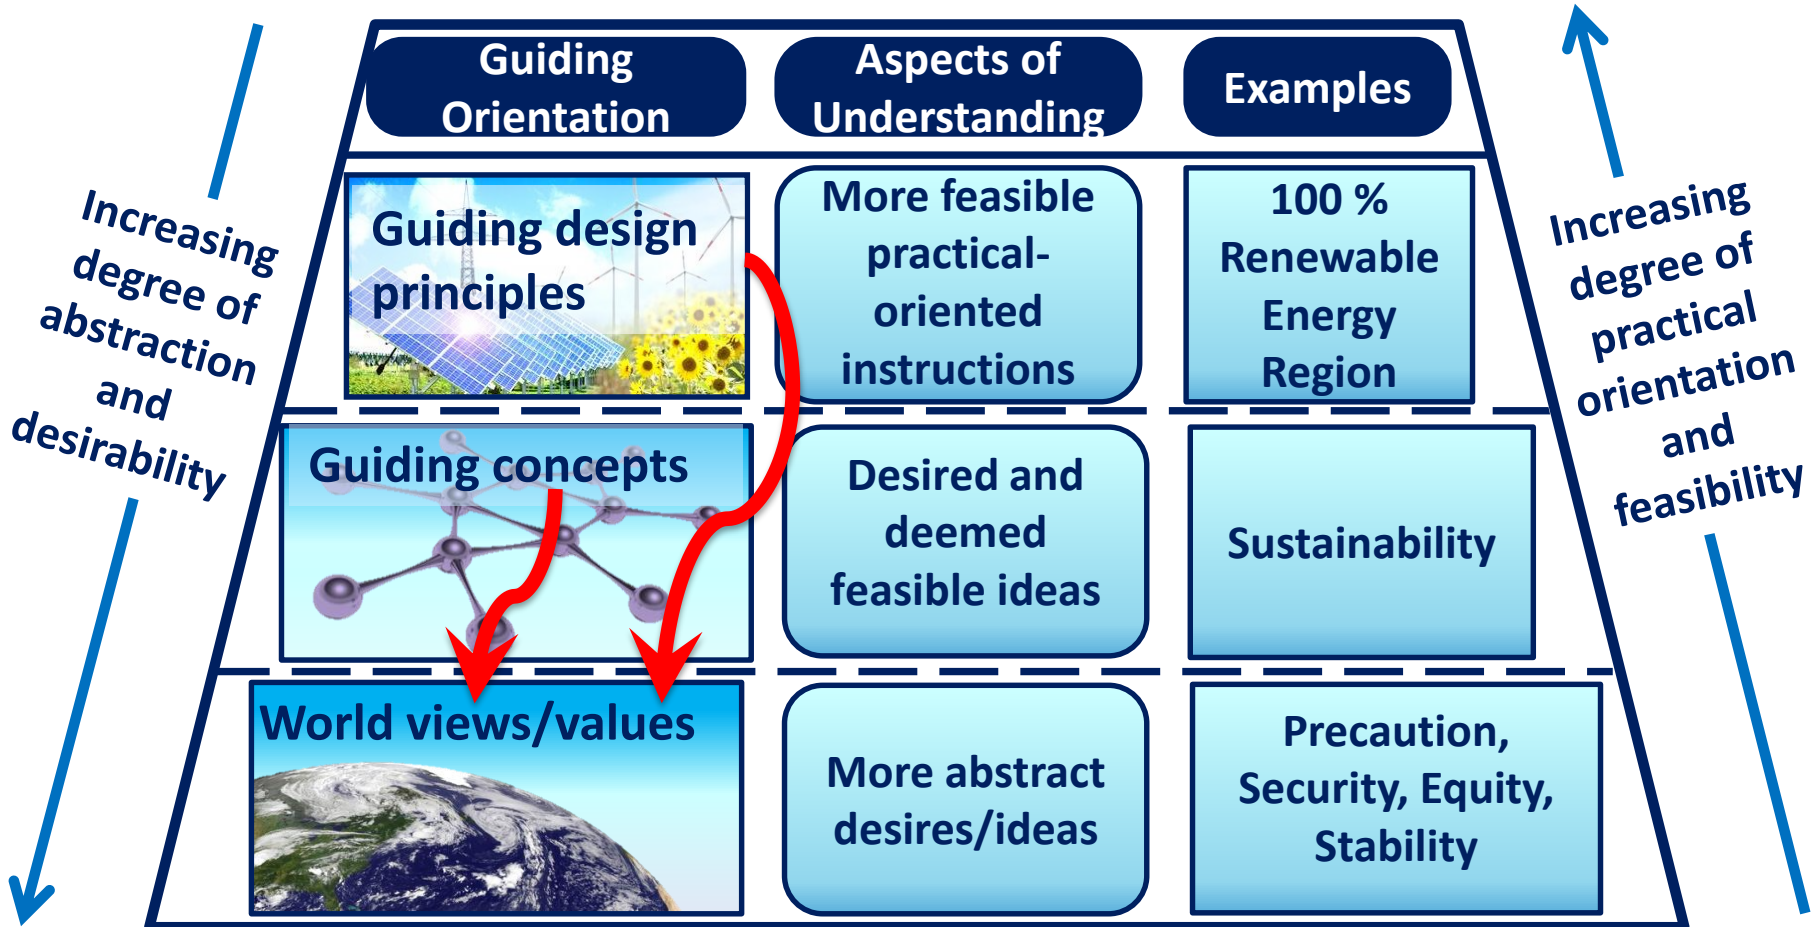 Guiding
Orientation
Aspects of
Understanding
Examples
Increasing
degree of
abstraction
and
desirability
Guiding design
principles
More feasible
practical-
oriented
instructions
100 %
Renewable
Energy
Region
Increasing
degree of
practical
orientation
and
feasibility
Guiding concepts
Desired and
deemed
feasible ideas
Sustainability
World views/values
More abstract
desires/ideas
Precaution,
Security, Equity,
Stability